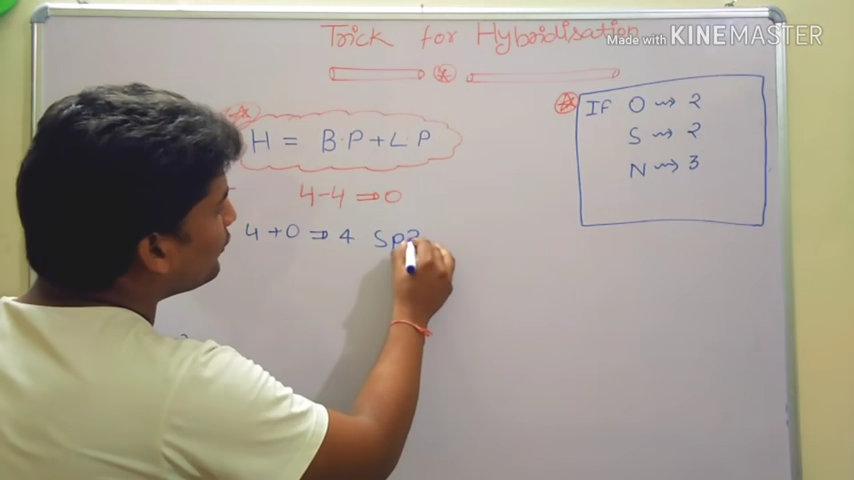 Trick for Hybridisation
Made with KINEMASTER
H = B.P + L.P
4-4 ⇒ 0
4+0 ⇒ 4 Sp3
If O ⇝ 2
S ⇝ 2
N ⇝ 3